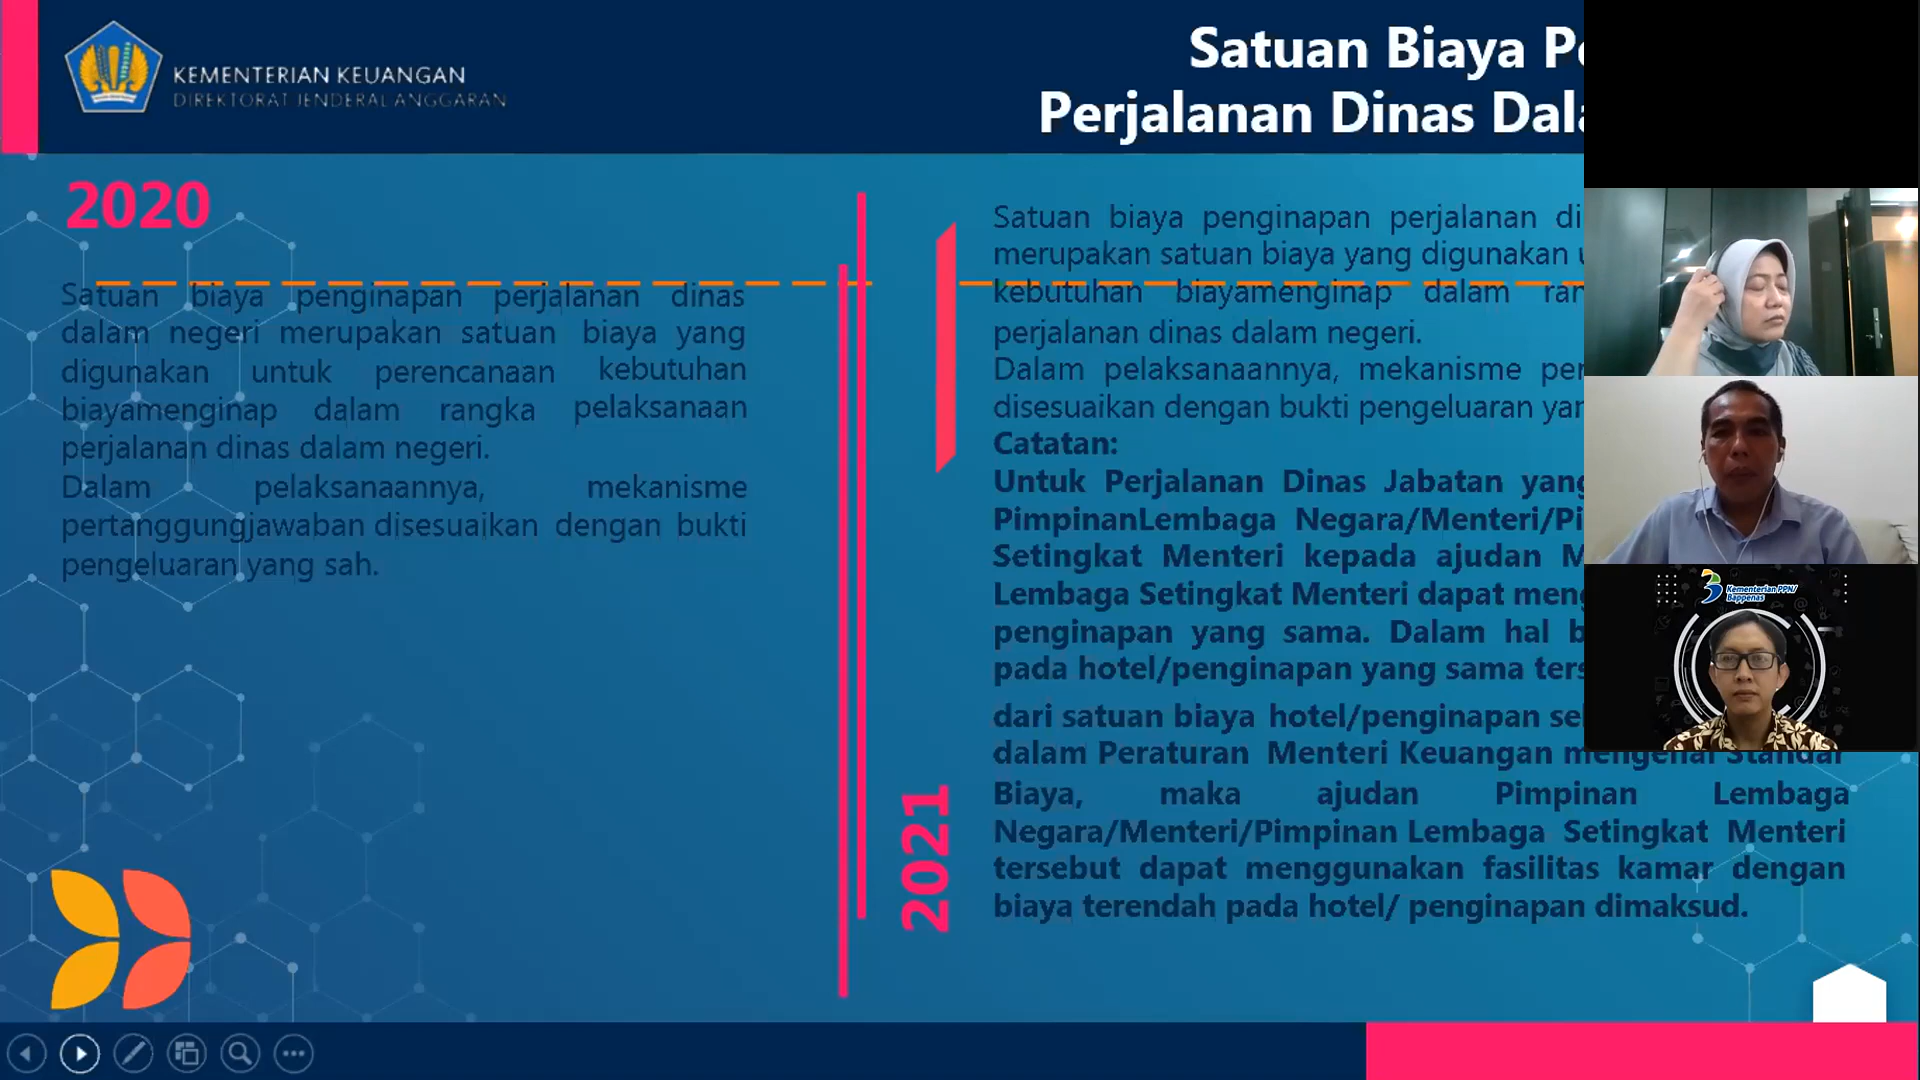 KEMENTERIAN KEUANGAN
DIREKTORAT JENDERAL ANGGARAN
Satuan Biaya
Perjalanan Dinas
2020
Satuan biaya penginapan perjalanan dinas
dalam negeri merupakan satuan biaya yang
digunakan untuk perencanaan kebutuhan
biayamenginap dalam rangka pelaksanaan
perjalanan dinas dalam negeri.
Dalam pelaksanaannya, mekanisme
pertanggungjawaban disesuaikan dengan bukti
pengeluaran yang sah.
2021
Satuan biaya penginapan perjalanan
merupakan satuan biaya yang digunakan
kebutuhan biayamenginap dalam
perjalanan dinas dalam negeri.
Dalam pelaksanaannya, mekanisme
disesuaikan dengan bukti pengeluaran
Catatan:
Untuk Perjalanan Dinas Jabatan
PimpinanLembaga Negara/Menteri/
Setingkat Menteri kepada ajudan
Lembaga Setingkat Menteri dapat
penginapan yang sama. Dalam hal
pada hotel/penginapan yang sama
dari satuan biaya hotel/penginapan
dalam Peraturan Menteri Keuangan mengenai Standar
Biaya, maka ajudan Pimpinan Lembaga
Negara/Menteri/Pimpinan Lembaga Setingkat Menteri
tersebut dapat menggunakan fasilitas kamar dengan
biaya terendah pada hotel/ penginapan dimaksud.
Kementerian PPN/
Bappenas